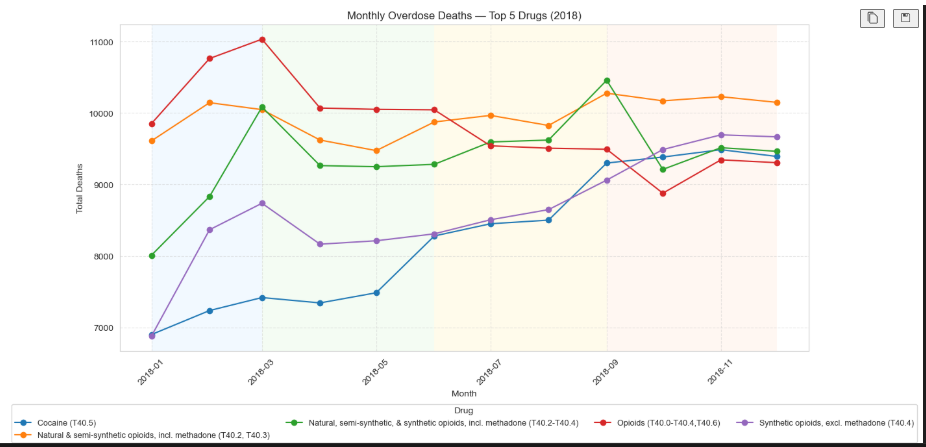 Monthly Overdose Deaths — Top 5 Drugs (2018)
11000
10000
9000
8000
7000
Total Deaths
2018-01
2018-03
2018-05
2018-07
2018-09
2018-11
Month
Drug
Cocaine (T40.5)
Natural & semi-synthetic opioids, incl. methadone (T40.2, T40.3)
Natural, semi-synthetic, & synthetic opioids, incl. methadone (T40.2-T40.4)
Opioids (T40.0-T40.4,T40.6)
Synthetic opioids, excl. methadone (T40.4)